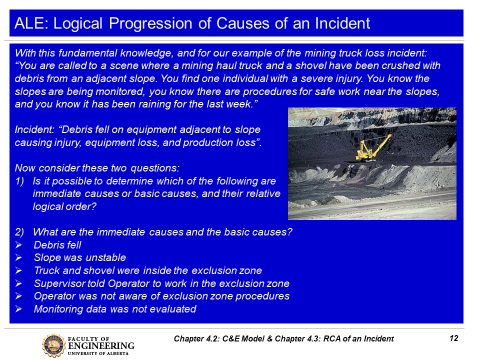 ALE: Logical Progression of Causes of an Incident
With this fundamental knowledge, and for our example of the mining truck loss incident:
“You are called to a scene where a mining haul truck and a shovel have been crushed with
debris from an adjacent slope. You find one individual with a severe injury. You know the
slopes are being monitored, you know there are procedures for safe work near the slopes,
and you know it has been raining for the last week.”
Incident: “Debris fell on equipment adjacent to slope
causing injury, equipment loss, and production loss”.
Now consider these two questions:
1) Is it possible to determine which of the following are
immediate causes or basic causes, and their relative
logical order?
2) What are the immediate causes and the basic causes?
➢ Debris fell
➢ Slope was unstable
➢ Truck and shovel were inside the exclusion zone
➢ Supervisor told Operator to work in the exclusion zone
➢ Operator was not aware of exclusion zone procedures
➢ Monitoring data was not evaluated
FACULTY OF
ENGINEERING
UNIVERSITY OF ALBERTA
Chapter 4.2: C&E Model & Chapter 4.3: RCA of an Incident
12